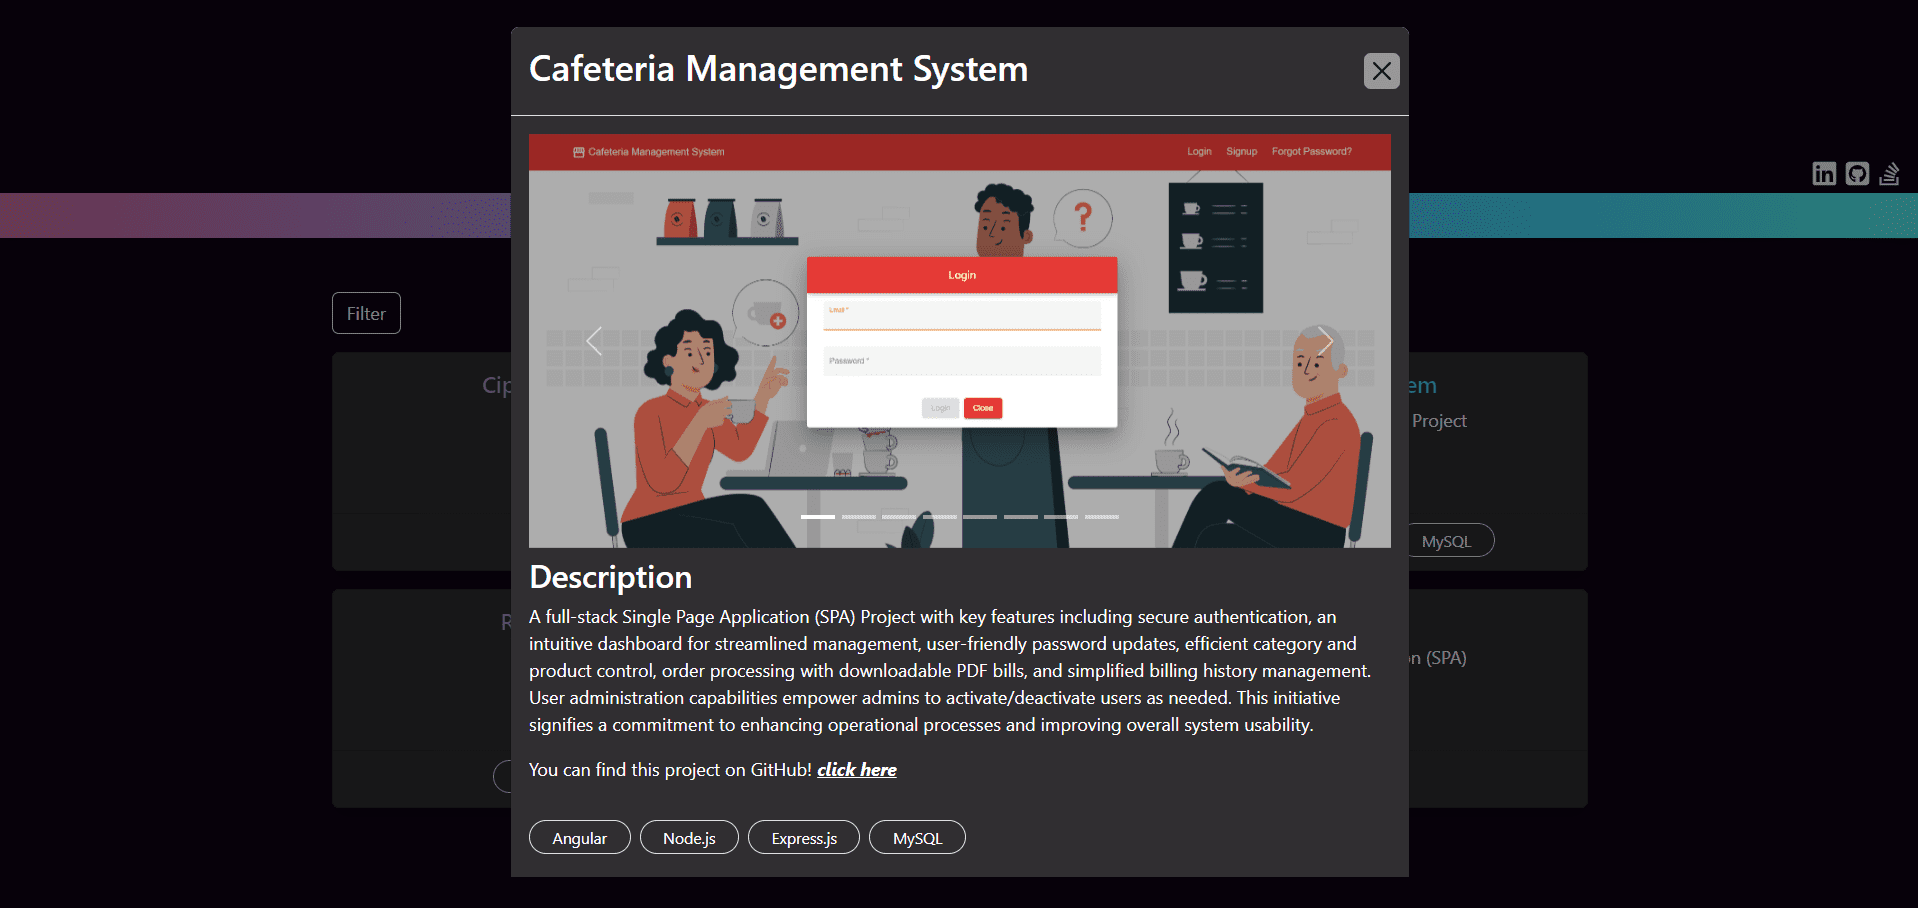 Cafeteria Management System
Cafeteria Management System
Login Signup Forgot Password?
?
Login
Password *
Login Close
Filter
Cip
em
Project
MySQL
R
n (SPA)
Description
A full-stack Single Page Application (SPA) Project with key features including secure authentication, an
intuitive dashboard for streamlined management, user-friendly password updates, efficient category and
product control, order processing with downloadable PDF bills, and simplified billing history management.
User administration capabilities empower admins to activate/deactivate users as needed. This initiative
signifies a commitment to enhancing operational processes and improving overall system usability.
You can find this project on GitHub! click here
Angular Node.js Express.js MySQL